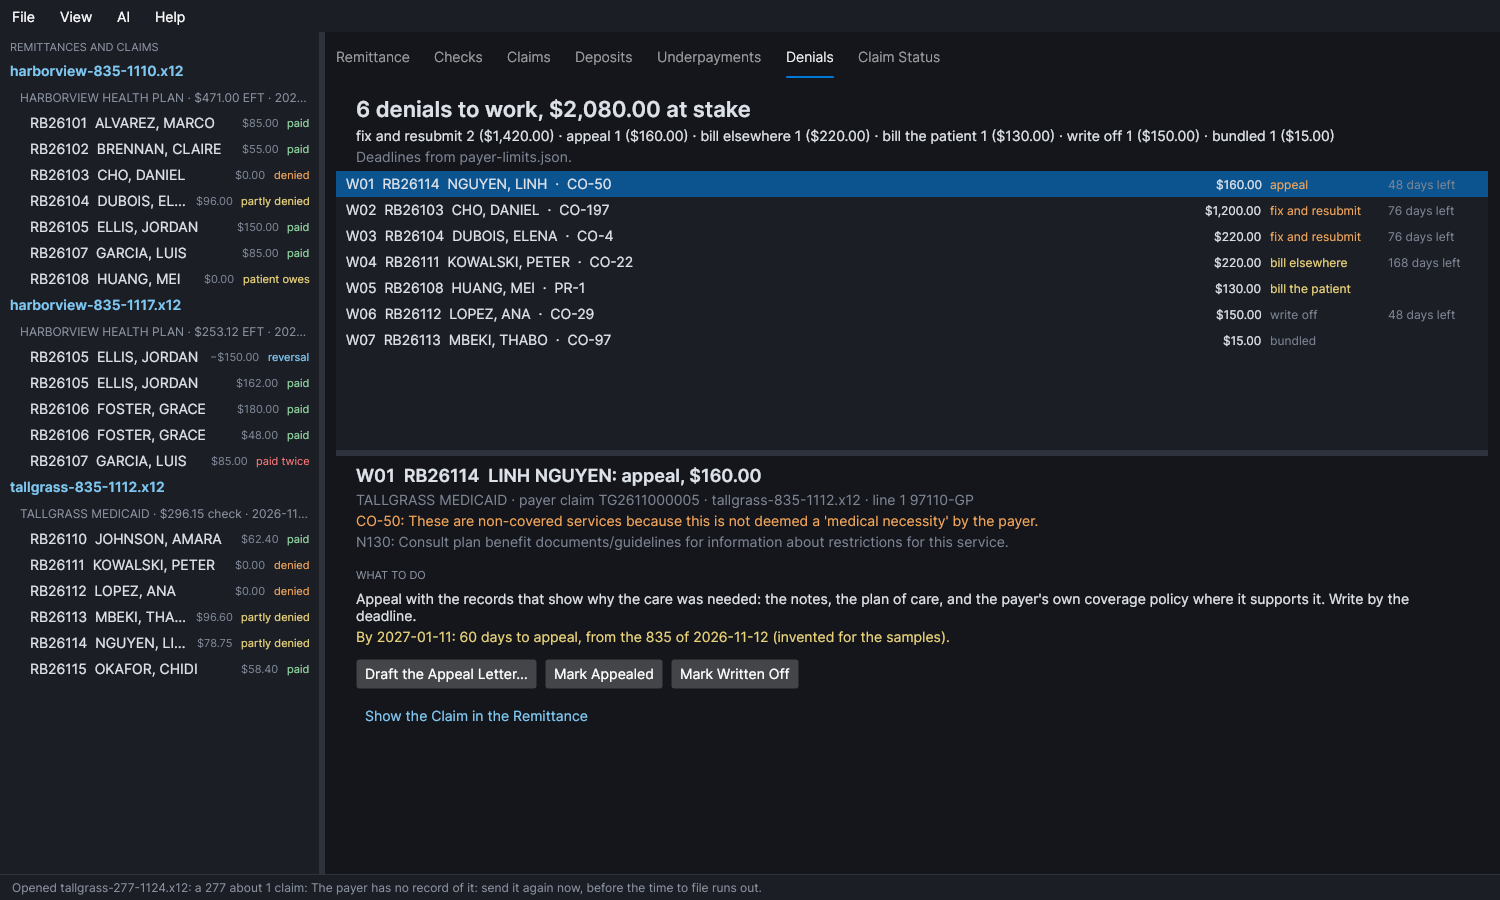 File View AI Help
REMITTANCES AND CLAIMS
harborview-835-1110.x12
HARBORVIEW HEALTH PLAN · $471.00 EFT · 202...
RB26101 ALVAREZ, MARCO $85.00 paid
RB26102 BRENNAN, CLAIRE $55.00 paid
RB26103 CHO, DANIEL $0.00 denied
RB26104 DUBOIS, EL... $96.00 partly denied
RB26105 ELLIS, JORDAN $150.00 paid
RB26107 GARCIA, LUIS $85.00 paid
RB26108 HUANG, MEI $0.00 patient owes
harborview-835-1117.x12
HARBORVIEW HEALTH PLAN · $253.12 EFT · 202...
RB26105 ELLIS, JORDAN −$150.00 reversal
RB26105 ELLIS, JORDAN $162.00 paid
RB26106 FOSTER, GRACE $180.00 paid
RB26106 FOSTER, GRACE $48.00 paid
RB26107 GARCIA, LUIS $85.00 paid twice
tallgrass-835-1112.x12
TALLGRASS MEDICAID · $296.15 check · 2026-11...
RB26110 JOHNSON, AMARA $62.40 paid
RB26111 KOWALSKI, PETER $0.00 denied
RB26112 LOPEZ, ANA $0.00 denied
RB26113 MBEKI, THA... $96.60 partly denied
RB26114 NGUYEN, LI... $78.75 partly denied
RB26115 OKAFOR, CHIDI $58.40 paid
Remittance Checks Claims Deposits Underpayments Denials Claim Status
6 denials to work, $2,080.00 at stake
fix and resubmit 2 ($1,420.00) · appeal 1 ($160.00) · bill elsewhere 1 ($220.00) · bill the patient 1 ($130.00) · write off 1 ($150.00) · bundled 1 ($15.00)
Deadlines from payer-limits.json.
W01 RB26114 NGUYEN, LINH · CO-50 $160.00 appeal 48 days left
W02 RB26103 CHO, DANIEL · CO-197 $1,200.00 fix and resubmit 76 days left
W03 RB26104 DUBOIS, ELENA · CO-4 $220.00 fix and resubmit 76 days left
W04 RB26111 KOWALSKI, PETER · CO-22 $220.00 bill elsewhere 168 days left
W05 RB26108 HUANG, MEI · PR-1 $130.00 bill the patient
W06 RB26112 LOPEZ, ANA · CO-29 $150.00 write off 48 days left
W07 RB26113 MBEKI, THABO · CO-97 $15.00 bundled
W01 RB26114 LINH NGUYEN: appeal, $160.00
TALLGRASS MEDICAID · payer claim TG2611000005 · tallgrass-835-1112.x12 · line 1 97110-GP
CO-50: These are non-covered services because this is not deemed a 'medical necessity' by the payer.
N130: Consult plan benefit documents/guidelines for information about restrictions for this service.
WHAT TO DO
Appeal with the records that show why the care was needed: the notes, the plan of care, and the payer's own coverage policy where it supports it. Write by the
deadline.
By 2027-01-11: 60 days to appeal, from the 835 of 2026-11-12 (invented for the samples).
Draft the Appeal Letter... Mark Appealed Mark Written Off
Show the Claim in the Remittance
Opened tallgrass-277-1124.x12: a 277 about 1 claim: The payer has no record of it: send it again now, before the time to file runs out.